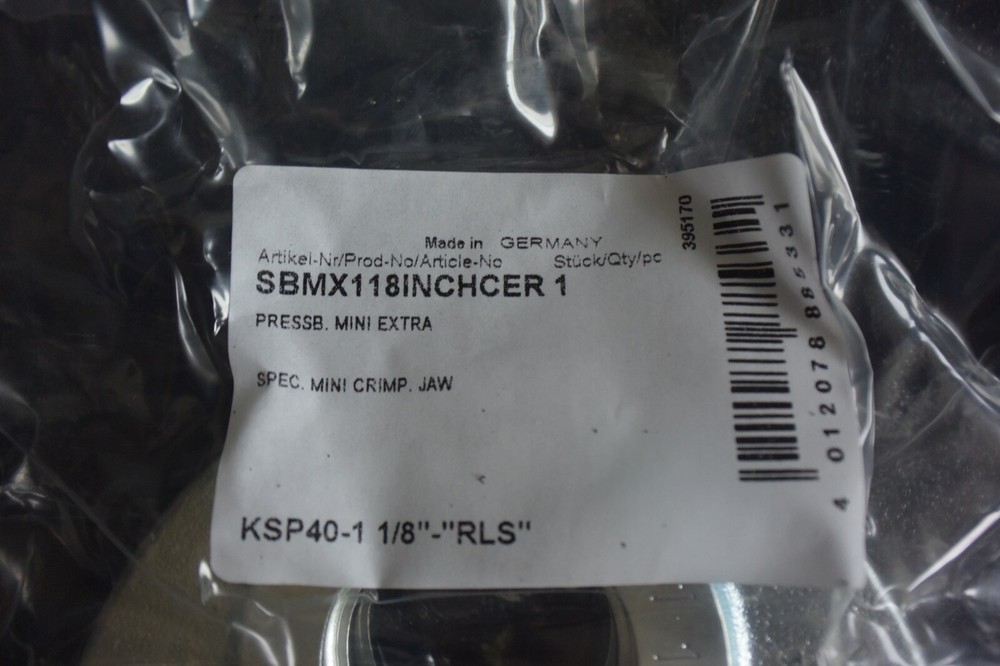 Made in GERMANY
Artikel-Nr/Prod-No/Article-No Stück/Qty/pc
SBMX118INCHCER 1
PRESSB. MINI EXTRA
SPEC. MINI CRIMP. JAW
KSP40-1 1/8"-"RLS"
395170
4 012078 885331